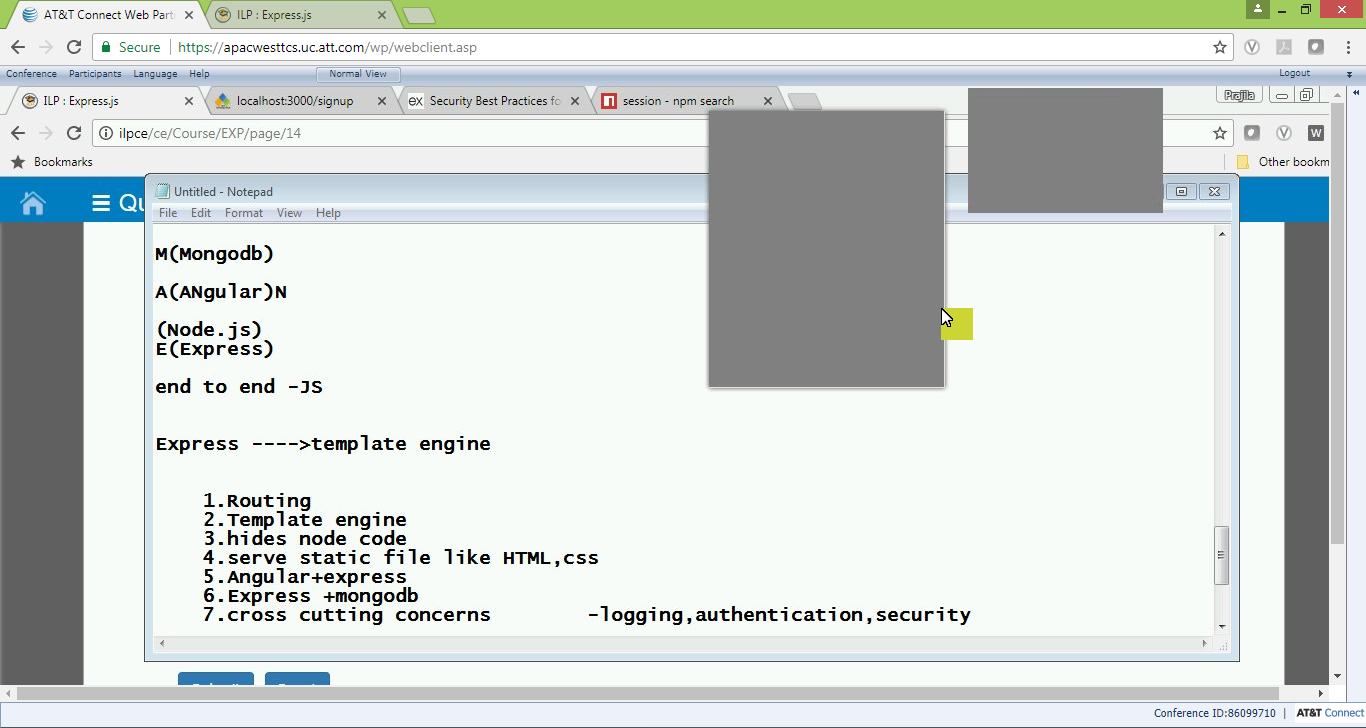 AT&T Connect Web Part
ILP : Express.js
Secure
https://apacwesttcs.uc.att.com/wp/webclient.asp
Conference Participants Language Help
Normal View
Logout
ILP : Express.js
localhost:3000/signup
Security Best Practices fo
session - npm search
Prajila
ilpce/ce/Course/EXP/page/14
Bookmarks
Other bookm
Qu
Untitled - Notepad
File Edit Format View Help
M(Mongodb)
A(ANgular)N
(Node.js)
E(Express)
end to end -JS
Express ---->template engine
1.Routing
2.Template engine
3.hides node code
4.serve static file like HTML,css
5.Angular+express
6.Express +mongodb
7.cross cutting concerns -logging,authentication,security
Conference ID:86099710 | AT&T Connect